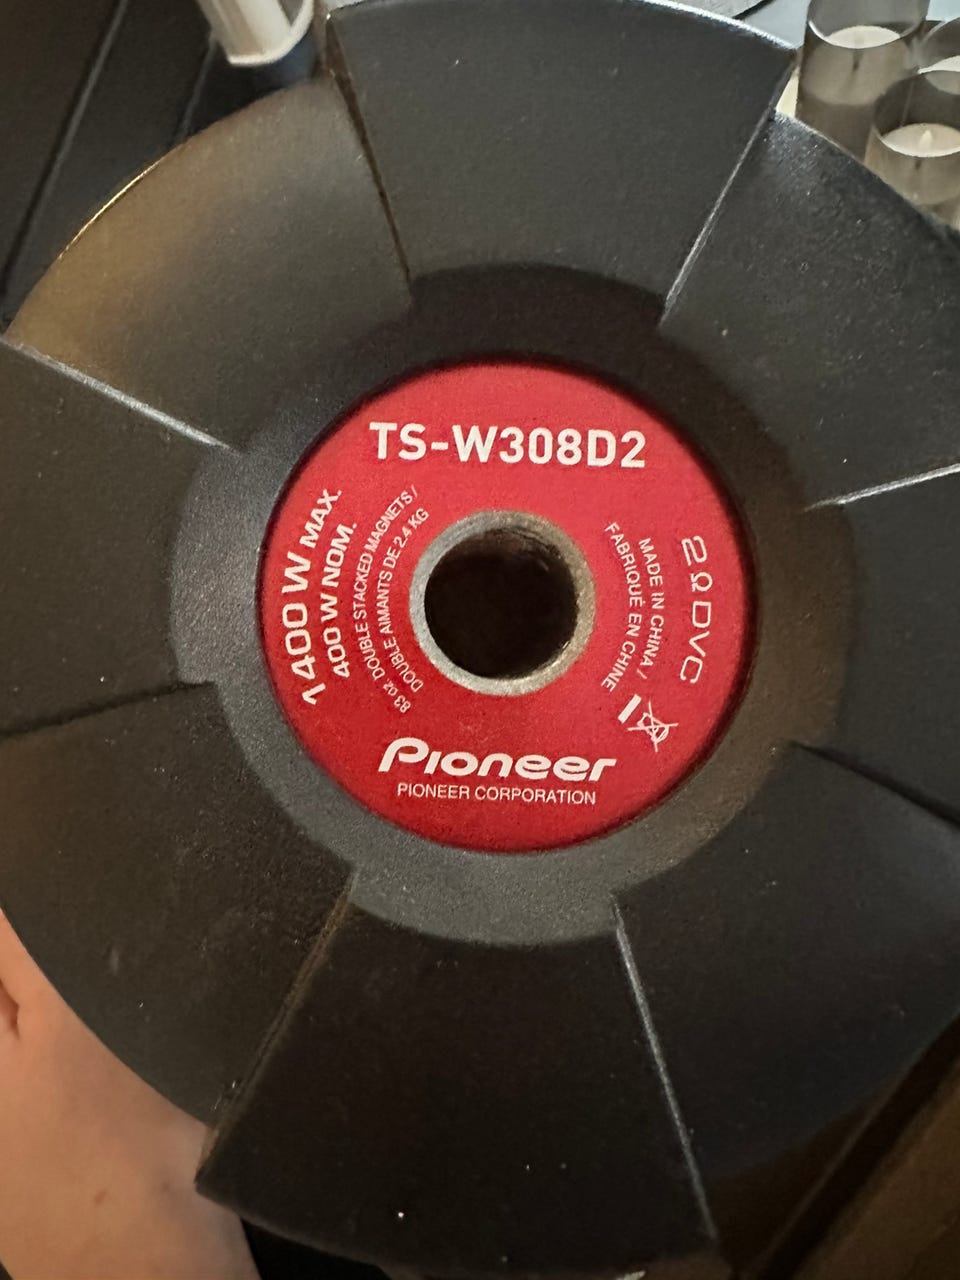 TS-W308D2
1400 W MAX.
400 W NOM.
83 oz DOUBLE STACKED MAGNETS /
DOUBLE AIMANTS DE 2.4 KG
2 Ω DVC
MADE IN CHINA /
FABRIQUÉ EN CHINE
Pioneer
PIONEER CORPORATION